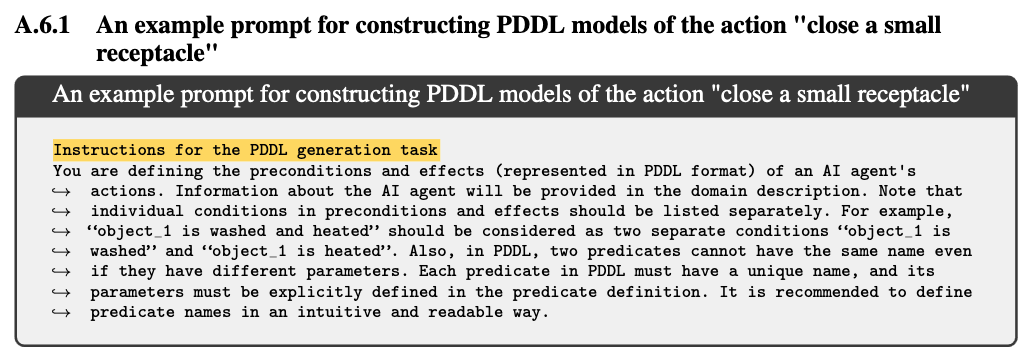 A.6.1 An example prompt for constructing PDDL models of the action "close a small
receptacle"
An example prompt for constructing PDDL models of the action "close a small receptacle"
Instructions for the PDDL generation task
You are defining the preconditions and effects (represented in PDDL format) of an AI agent's
↪ actions. Information about the AI agent will be provided in the domain description. Note that
↪ individual conditions in preconditions and effects should be listed separately. For example,
↪ “object_1 is washed and heated” should be considered as two separate conditions “object_1 is
↪ washed” and “object_1 is heated”. Also, in PDDL, two predicates cannot have the same name even
↪ if they have different parameters. Each predicate in PDDL must have a unique name, and its
↪ parameters must be explicitly defined in the predicate definition. It is recommended to define
↪ predicate names in an intuitive and readable way.